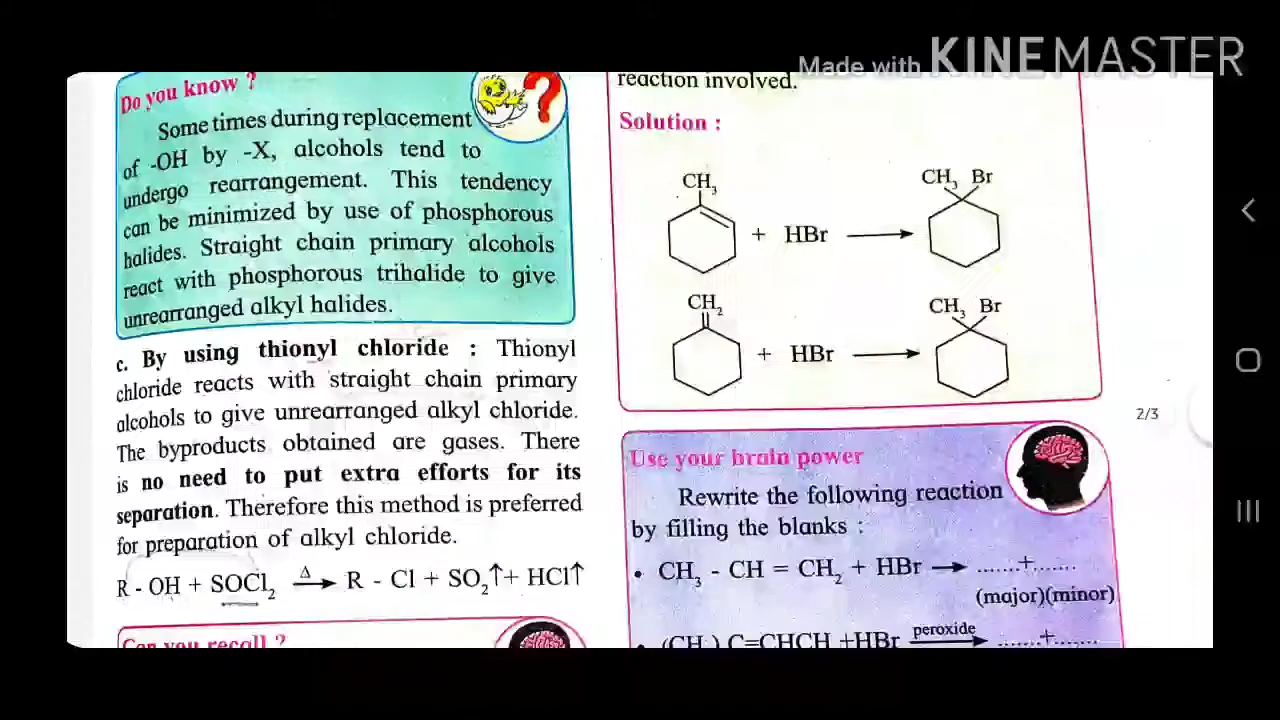 Made with KINEMASTER
Do you know ?
Some times during replacement
of -OH by -X, alcohols tend to
undergo rearrangement. This tendency
can be minimized by use of phosphorous
halides. Straight chain primary alcohols
react with phosphorous trihalide to give
unrearranged alkyl halides.
c. By using thionyl chloride : Thionyl
chloride reacts with straight chain primary
alcohols to give unrearranged alkyl chloride.
The byproducts obtained are gases. There
is no need to put extra efforts for its
separation. Therefore this method is preferred
for preparation of alkyl chloride.
R - OH + SOCl₂ Δ→ R - Cl + SO₂↑+ HCl↑
Can you recall ?
reaction involved.
Solution :
CH₃ + HBr → CH₃ Br
CH₂ + HBr → CH₃ Br
Use your brain power
Rewrite the following reaction
by filling the blanks :
• CH₃ - CH = CH₂ + HBr → .......+.......
(major)(minor)
C=CHCH +HBr peroxide→ .......+.......
2/3